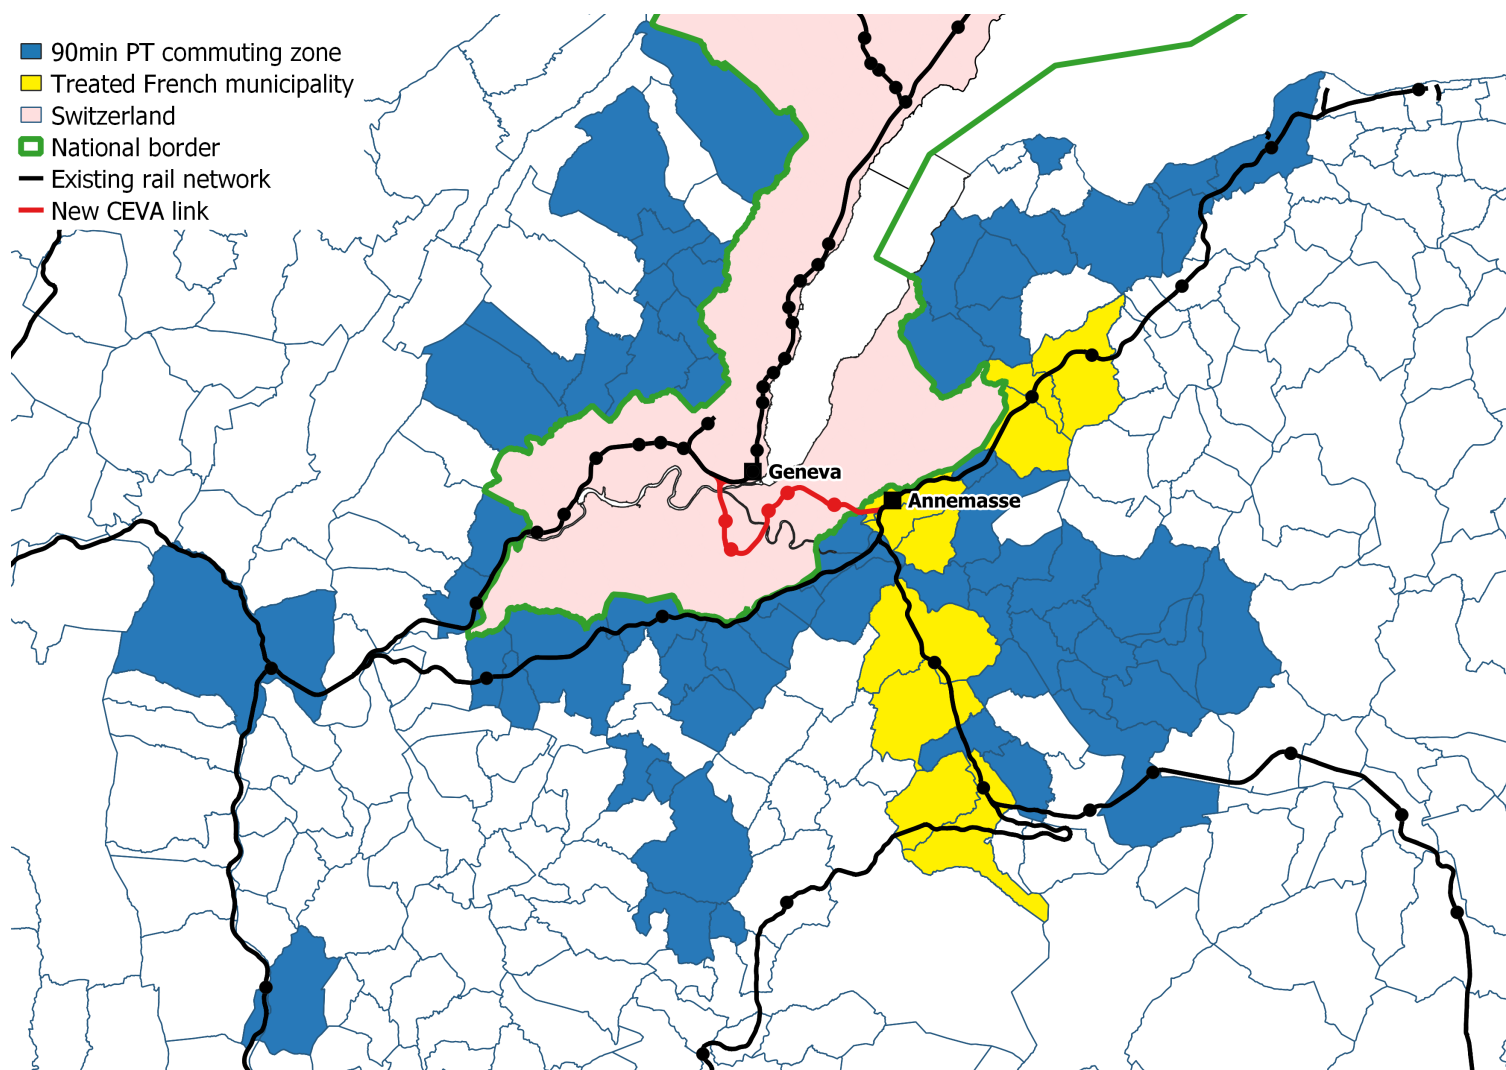 90min PT commuting zone
Treated French municipality
Switzerland
National border
Existing rail network
New CEVA link
Geneva
Annemasse